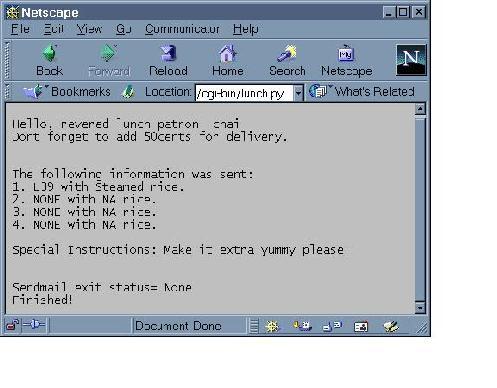 Netscape
File Edit View Go Communicator Help
Back Forward Reload Home Search Netscape
N
Bookmarks Location: /cgi-bin/lunch.py What's Related
Hello, revered lunch patron chai
Dont forget to add 50cents for delivery.
The following information was sent:
1. L09 with Steamed rice.
2. NONE with NA rice.
3. NONE with NA rice.
4. NONE with NA rice.
Special Instructions: Make it extra yummy please
Sendmail exit status= None
Finished!
Document Done